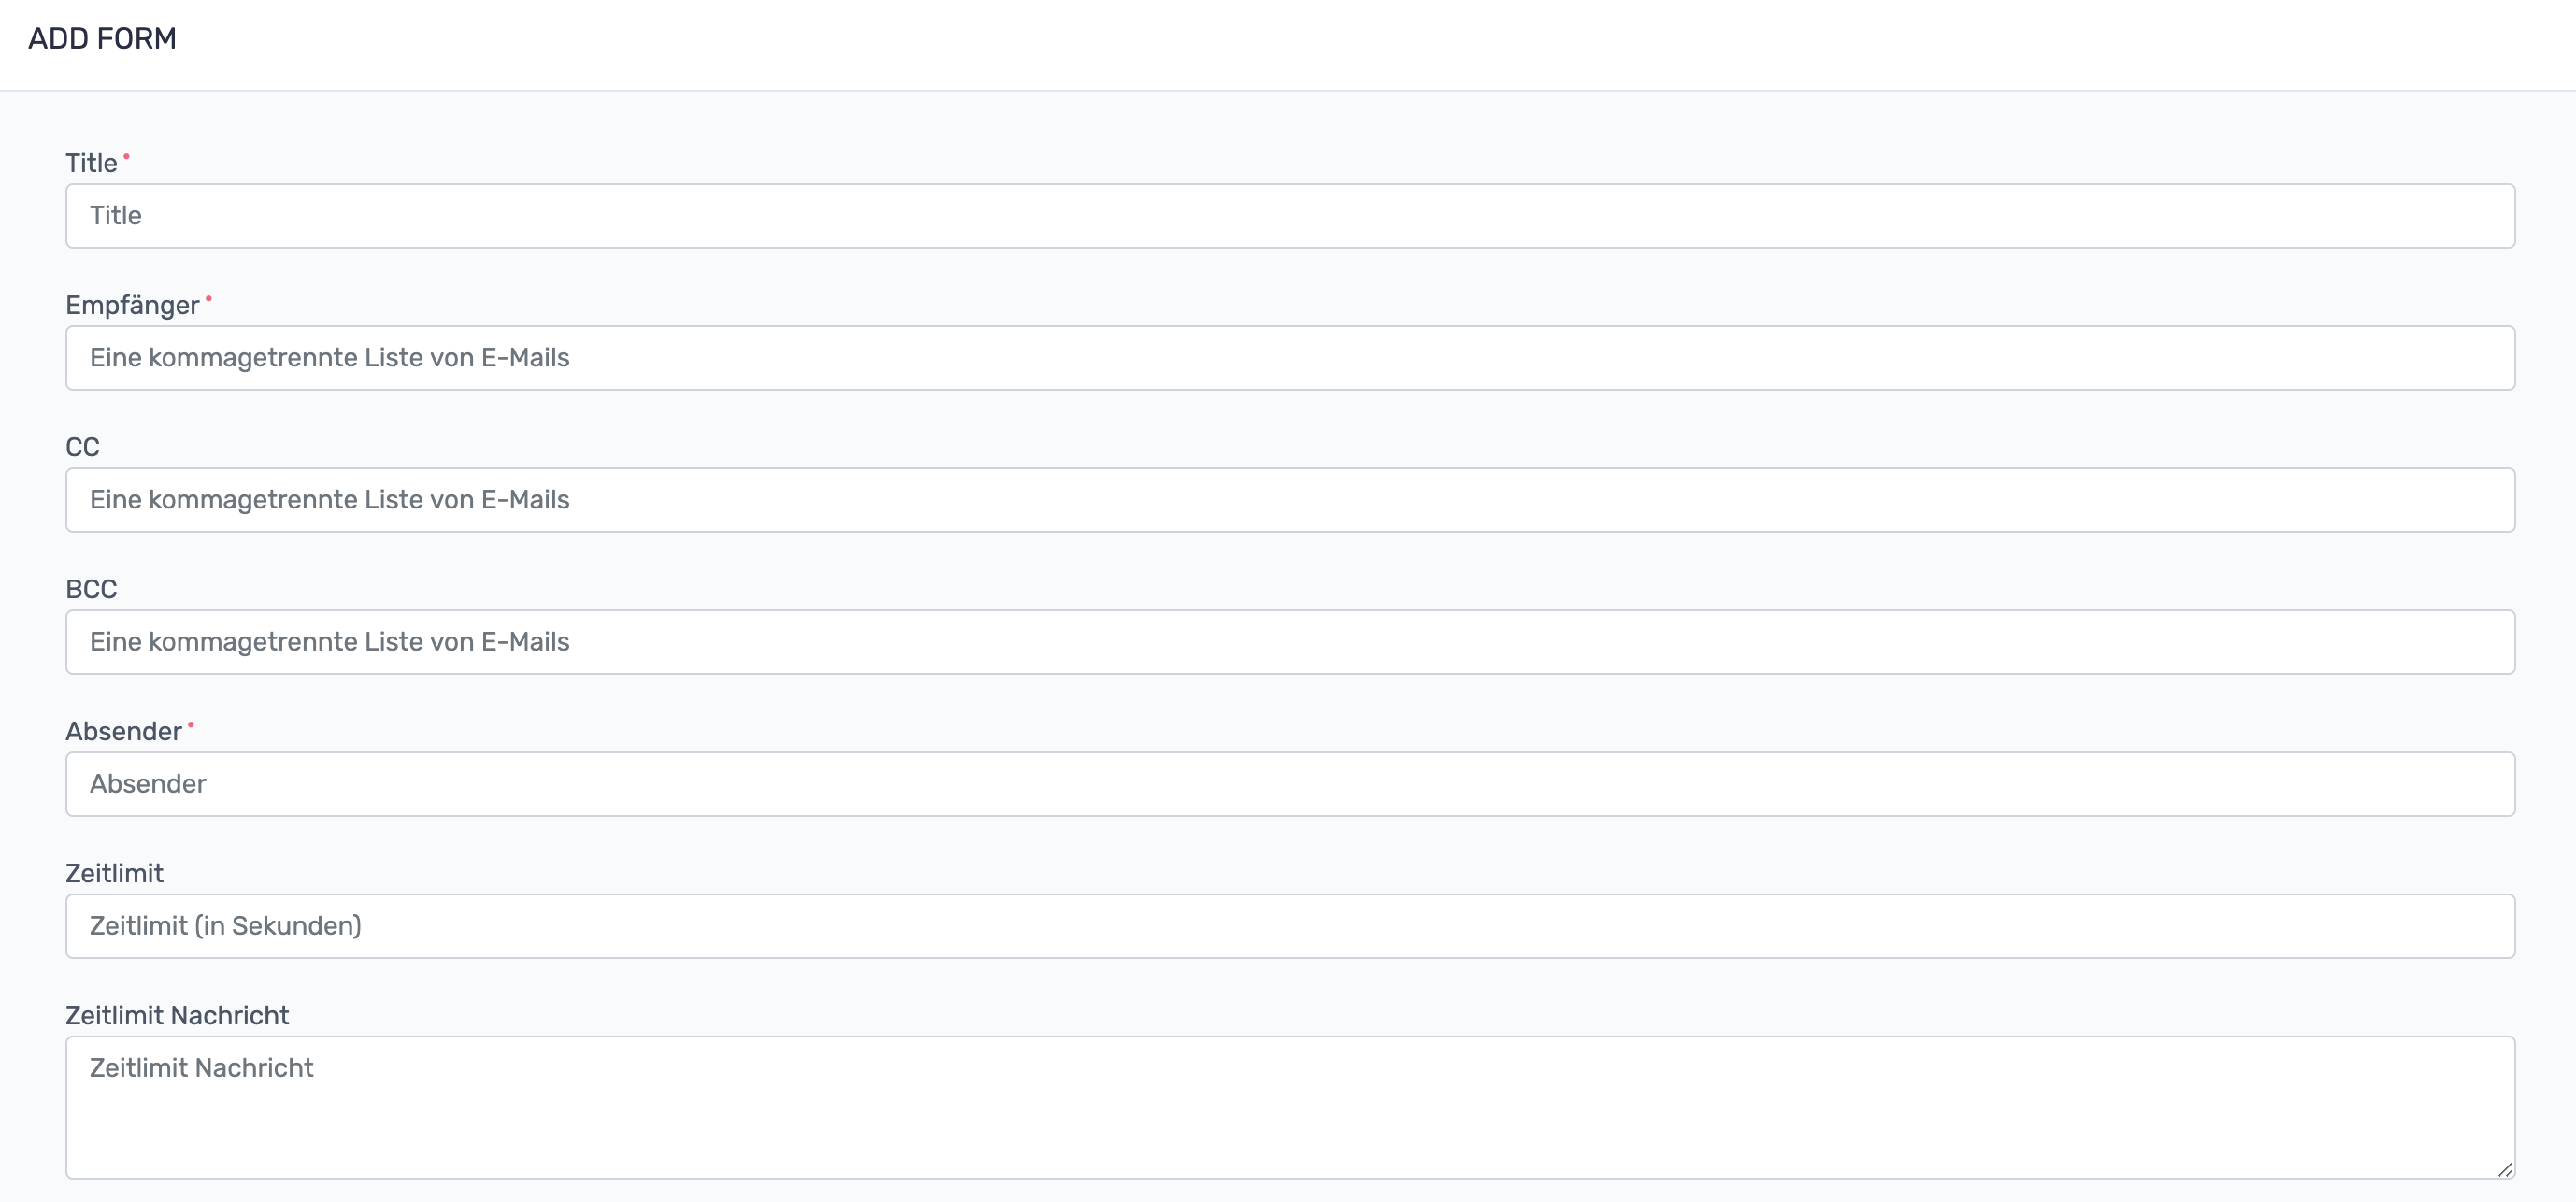 ADD FORM
Title
Title
Empfänger
Eine kommagetrennte Liste von E-Mails
CC
Eine kommagetrennte Liste von E-Mails
BCC
Eine kommagetrennte Liste von E-Mails
Absender
Absender
Zeitlimit
Zeitlimit (in Sekunden)
Zeitlimit Nachricht
Zeitlimit Nachricht